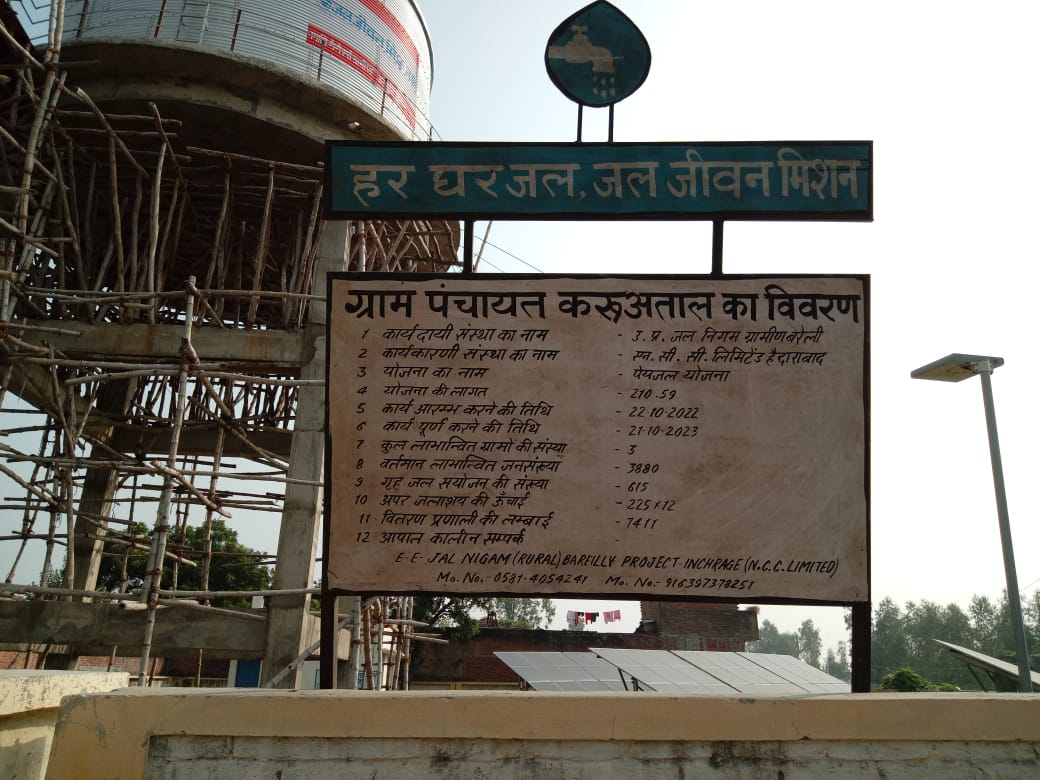 हर घर जल, जल जीवन मिशन
ग्राम पंचायत करूअताल का विवरण
1 कार्यदायी संस्था का नाम - उ. प्र. जल निगम ग्रामीण बरेली
2 कार्यकारणी संस्था का नाम - एन. सी. सी. लिमिटेड हैदाराबाद
3 योजना का नाम - पेयजल योजना
4 योजना की लागत - 210.59
5 कार्य आरम्भ करने की तिथि - 22.10.2022
6 कार्य पूर्ण करने की तिथि - 21.10.2023
7 कुल लाभान्वित ग्रामों की संख्या - 3
8 वर्तमान लाभान्वित जनसंख्या - 3880
9 गृह जल सयोजन की संख्या - 615
10 अपर जलाशय की ऊँचाई - 225×12
11 वितरण प्रणाली की लम्बाई - 7411
12 आपात कालीन सम्पर्क -
E-E-JAL NIGAM (RURAL) BAREILLY PROJECT INCHRAGE (N.C.C. LIMITED)
Mo. No:-0581-4054241 Mo. No:- 916397378251